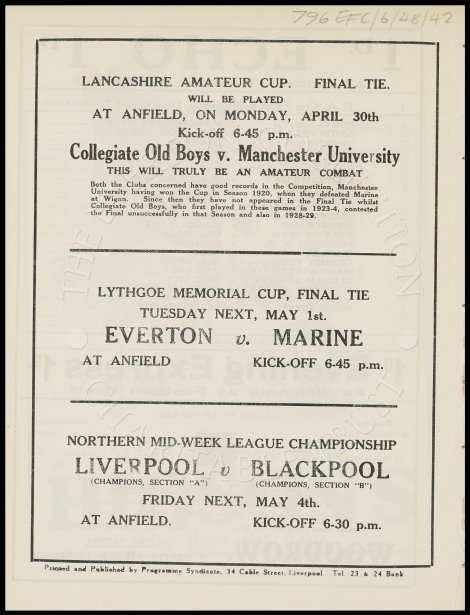 796 EFC/6/48/42
LANCASHIRE AMATEUR CUP. FINAL TIE.
WILL BE PLAYED
AT ANFIELD, ON MONDAY, APRIL 30th
Kick-off 6-45 p.m.
Collegiate Old Boys v. Manchester University
THIS WILL TRULY BE AN AMATEUR COMBAT
Both the Clubs concerned have good records in the Competition, Manchester
University having won the Cup in Season 1920, when they defeated Marine
at Wigan. Since then they have not appeared in the Final Tie whilst
Collegiate Old Boys, who first played in these games in 1923-4, contested
the Final unsuccessfully in that Season and also in 1928-29.
LYTHGOE MEMORIAL CUP, FINAL TIE
TUESDAY NEXT, MAY 1st.
EVERTON v. MARINE
AT ANFIELD KICK-OFF 6-45 p.m.
NORTHERN MID-WEEK LEAGUE CHAMPIONSHIP
LIVERPOOL v BLACKPOOL
(CHAMPIONS, SECTION "A") (CHAMPIONS, SECTION "B")
FRIDAY NEXT, MAY 4th.
AT ANFIELD. KICK-OFF 6-30 p.m.
Printed and Published by Programme Syndicate, 34 Cable Street, Liverpool Tel. 23 & 24 Bank